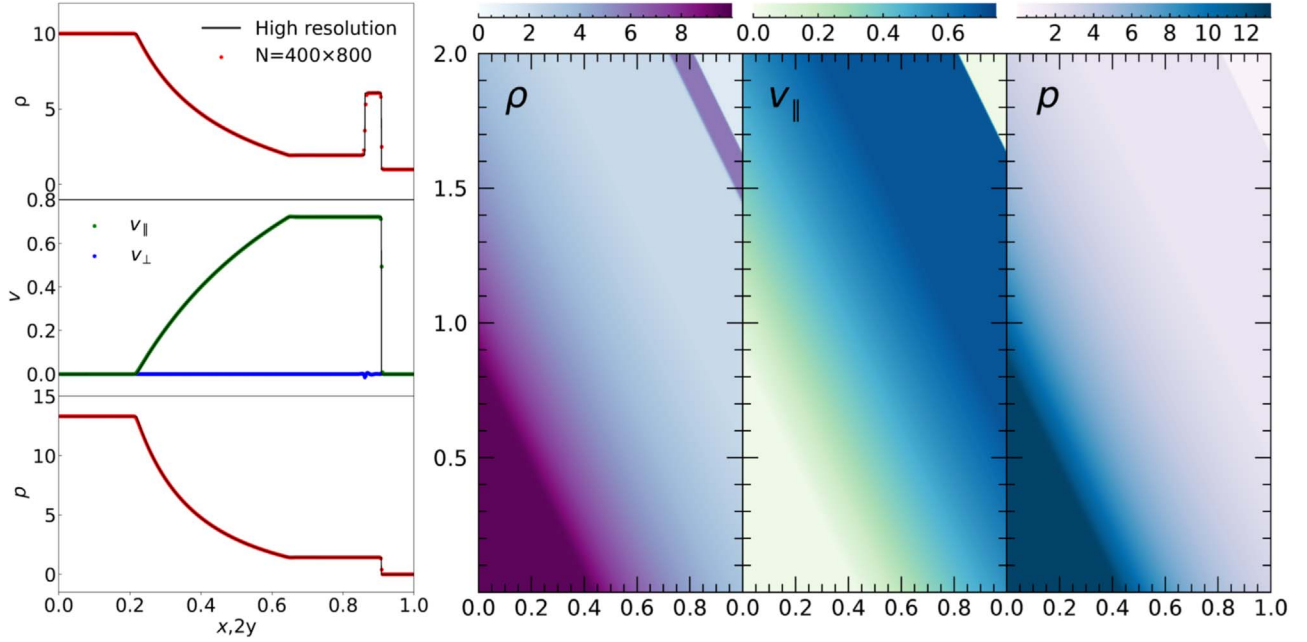 High resolution
N=400×800
10
5
0
ρ
0.8
0.6
0.4
0.2
0.0
v
v∥
v⊥
15
10
5
0
p
0.0 0.2 0.4 0.6 0.8 1.0
x,2y
0 2 4 6 8
0.0 0.2 0.4 0.6
2 4 6 8 10 12
2.0
1.5
1.0
0.5
ρ
v∥
p
0.0 0.2 0.4 0.6 0.8 0.0 0.2 0.4 0.6 0.8 0.0 0.2 0.4 0.6 0.8 1.0